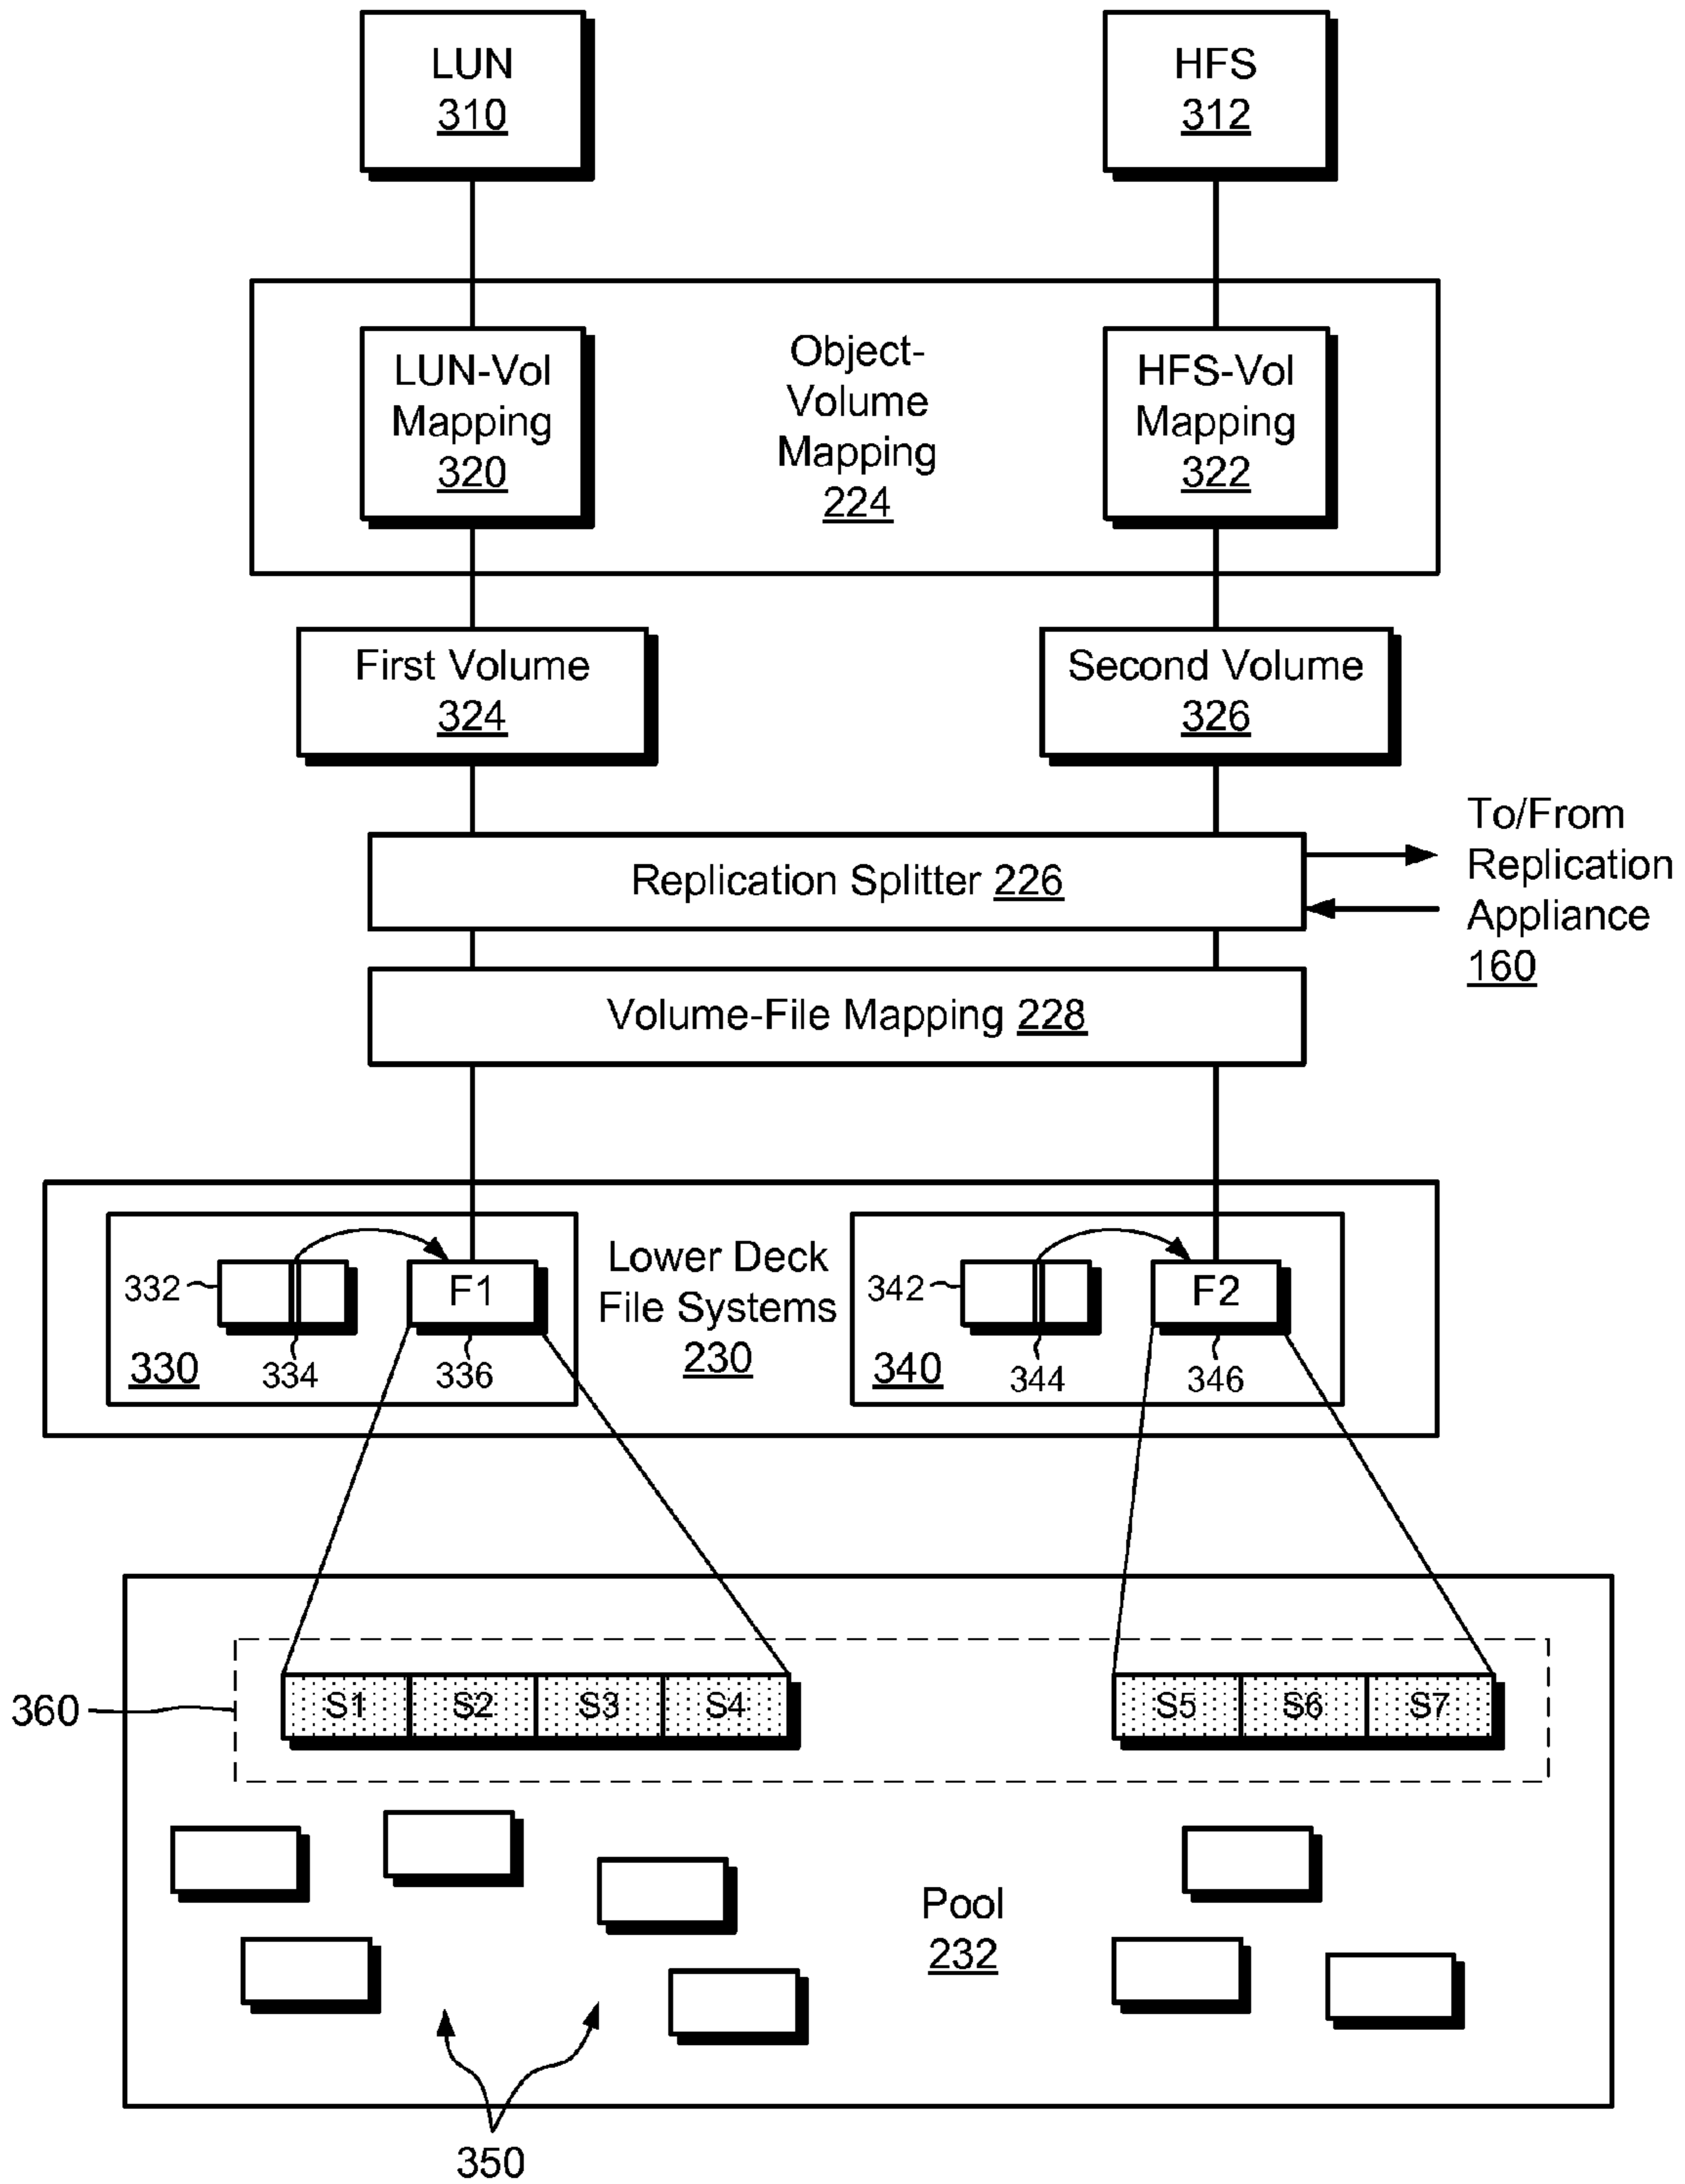 LUN
310
HFS
312
LUN-Vol
Mapping
320
Object-
Volume
Mapping
224
HFS-Vol
Mapping
322
First Volume
324
Second Volume
326
Replication Splitter 226
To/From
Replication
Appliance
160
Volume-File Mapping 228
332
334
F1
336
330
Lower Deck
File Systems
230
342
344
F2
346
340
360
S1 S2 S3 S4
S5 S6 S7
Pool
232
350